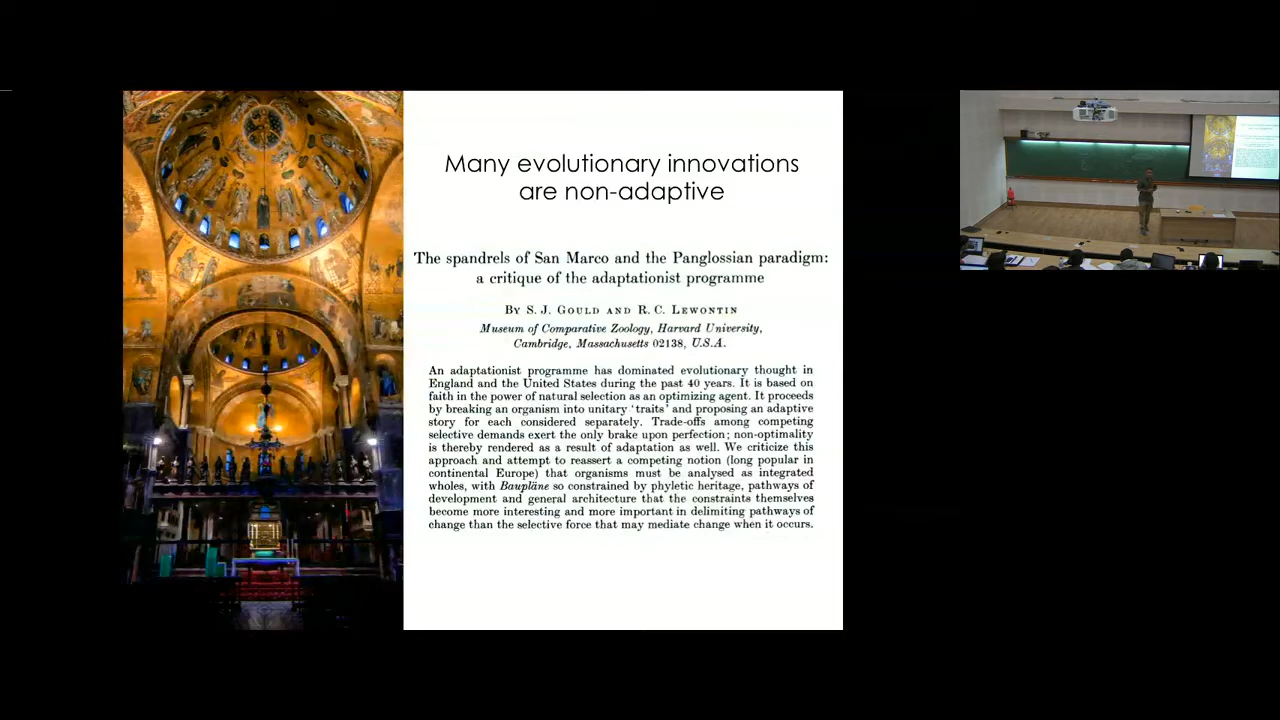 Many evolutionary innovations
are non-adaptive
The spandrels of San Marco and the Panglossian paradigm:
a critique of the adaptationist programme
By S. J. Gould and R. C. Lewontin
Museum of Comparative Zoology, Harvard University,
Cambridge, Massachusetts 02138, U.S.A.
An adaptationist programme has dominated evolutionary thought in
England and the United States during the past 40 years. It is based on
faith in the power of natural selection as an optimizing agent. It proceeds
by breaking an organism into unitary 'traits' and proposing an adaptive
story for each considered separately. Trade-offs among competing
selective demands exert the only brake upon perfection; non-optimality
is thereby rendered as a result of adaptation as well. We criticize this
approach and attempt to reassert a competing notion (long popular in
continental Europe) that organisms must be analysed as integrated
wholes, with Baupläne so constrained by phyletic heritage, pathways of
development and general architecture that the constraints themselves
become more interesting and more important in delimiting pathways of
change than the selective force that may mediate change when it occurs.